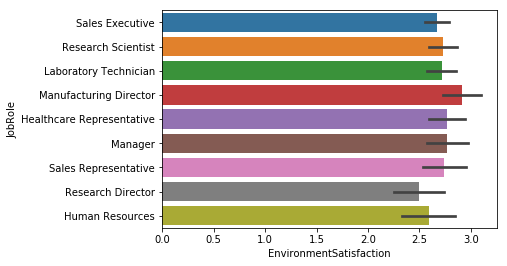 JobRole
Sales Executive
Research Scientist
Laboratory Technician
Manufacturing Director
Healthcare Representative
Manager
Sales Representative
Research Director
Human Resources
0.0 0.5 1.0 1.5 2.0 2.5 3.0
EnvironmentSatisfaction